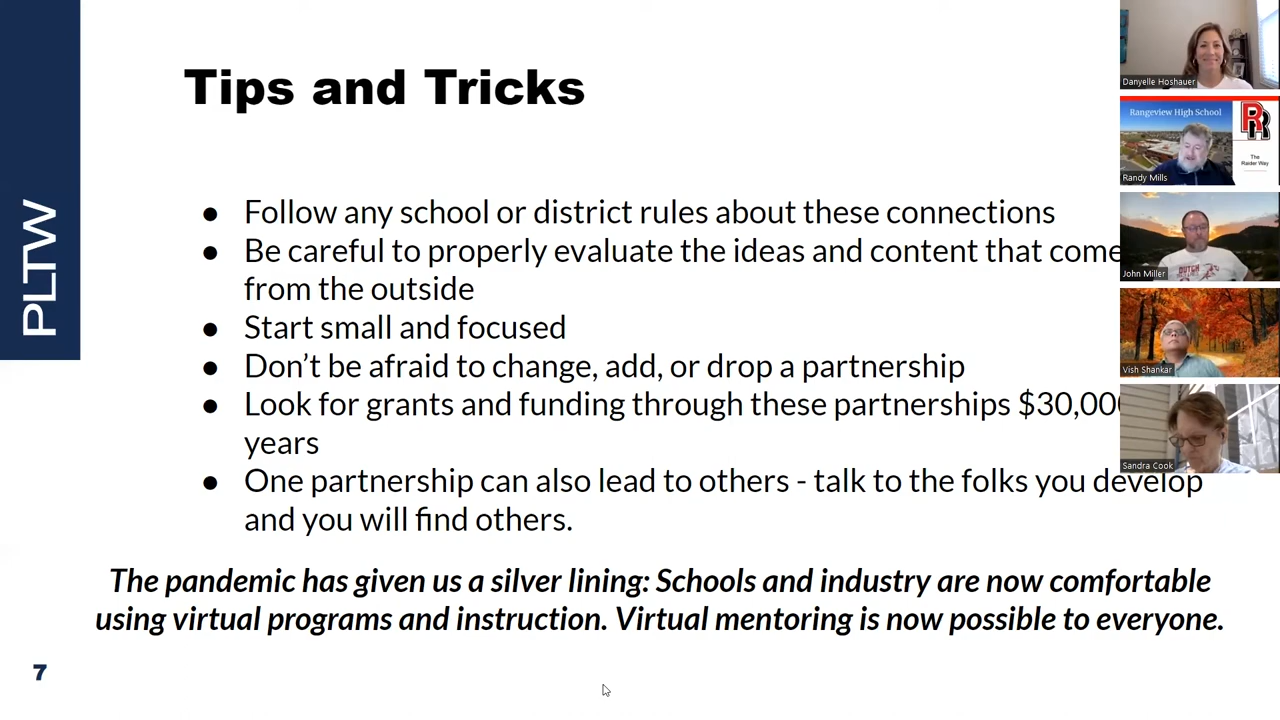 Tips and Tricks
PLTW
● Follow any school or district rules about these connections
● Be careful to properly evaluate the ideas and content that come
from the outside
● Start small and focused
● Don't be afraid to change, add, or drop a partnership
● Look for grants and funding through these partnerships
years
● One partnership can also lead to others - talk to the folks you develop
and you will find others.
The pandemic has given us a silver lining: Schools and industry are now comfortable
using virtual programs and instruction. Virtual mentoring is now possible to everyone.
7
Danyelle Hoshauer
Rangeview High School
R
The
Raider Way
Randy Mills
DUTCH
John Miller
Vish Shankar
Sandra Cook